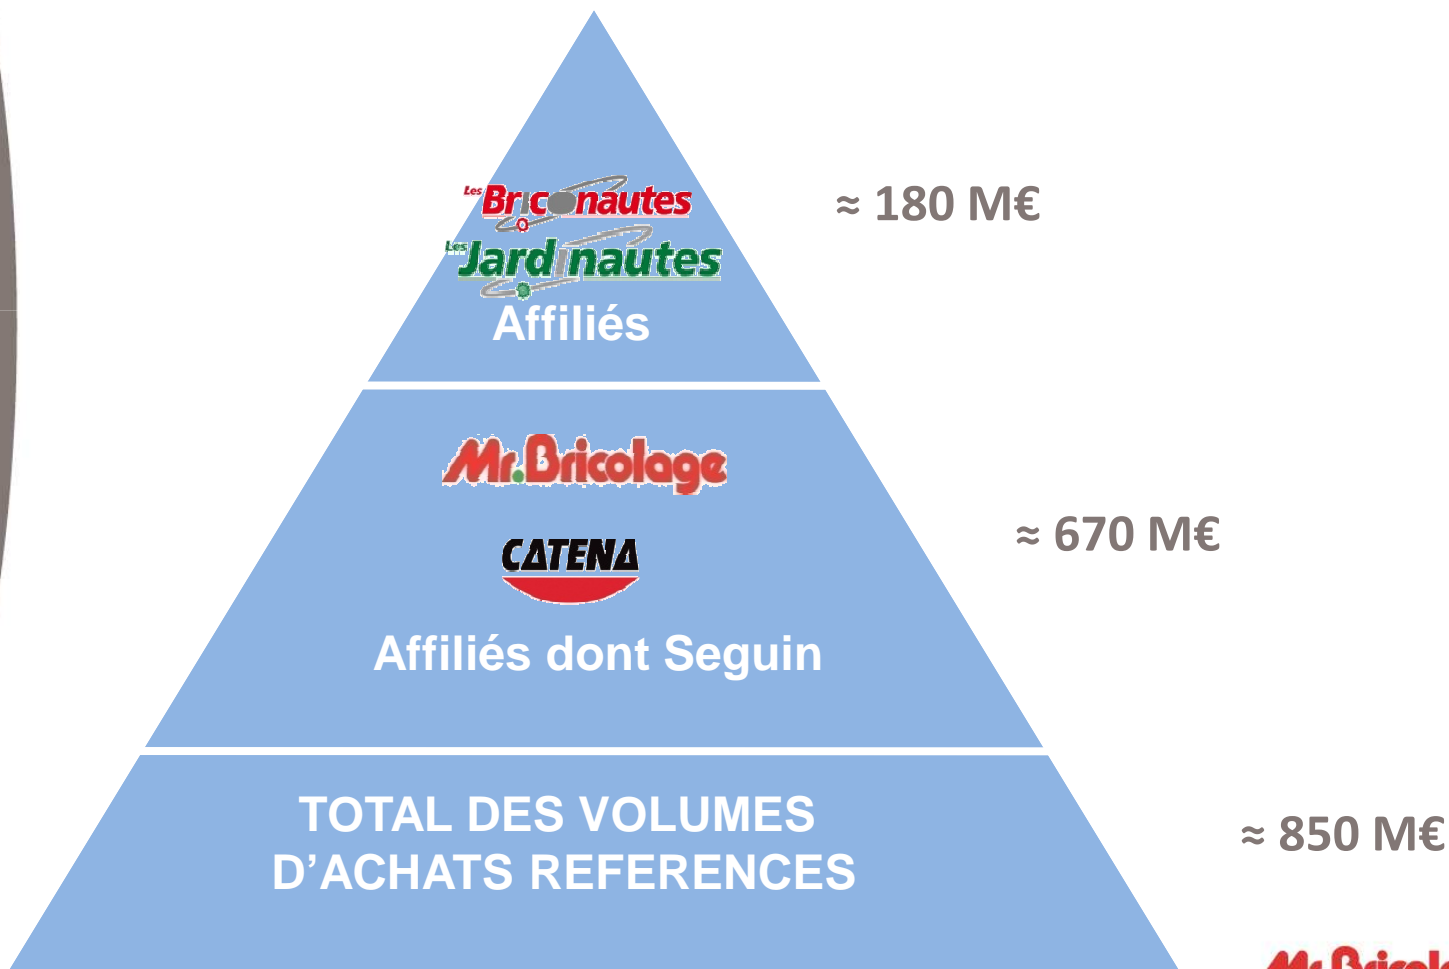 Les Briconautes
≈ 180 M€
Les Jardinautes
Affiliés
Mr.Bricolage
≈ 670 M€
CATENA
Affiliés dont Seguin
TOTAL DES VOLUMES
≈ 850 M€
D’ACHATS REFERENCES